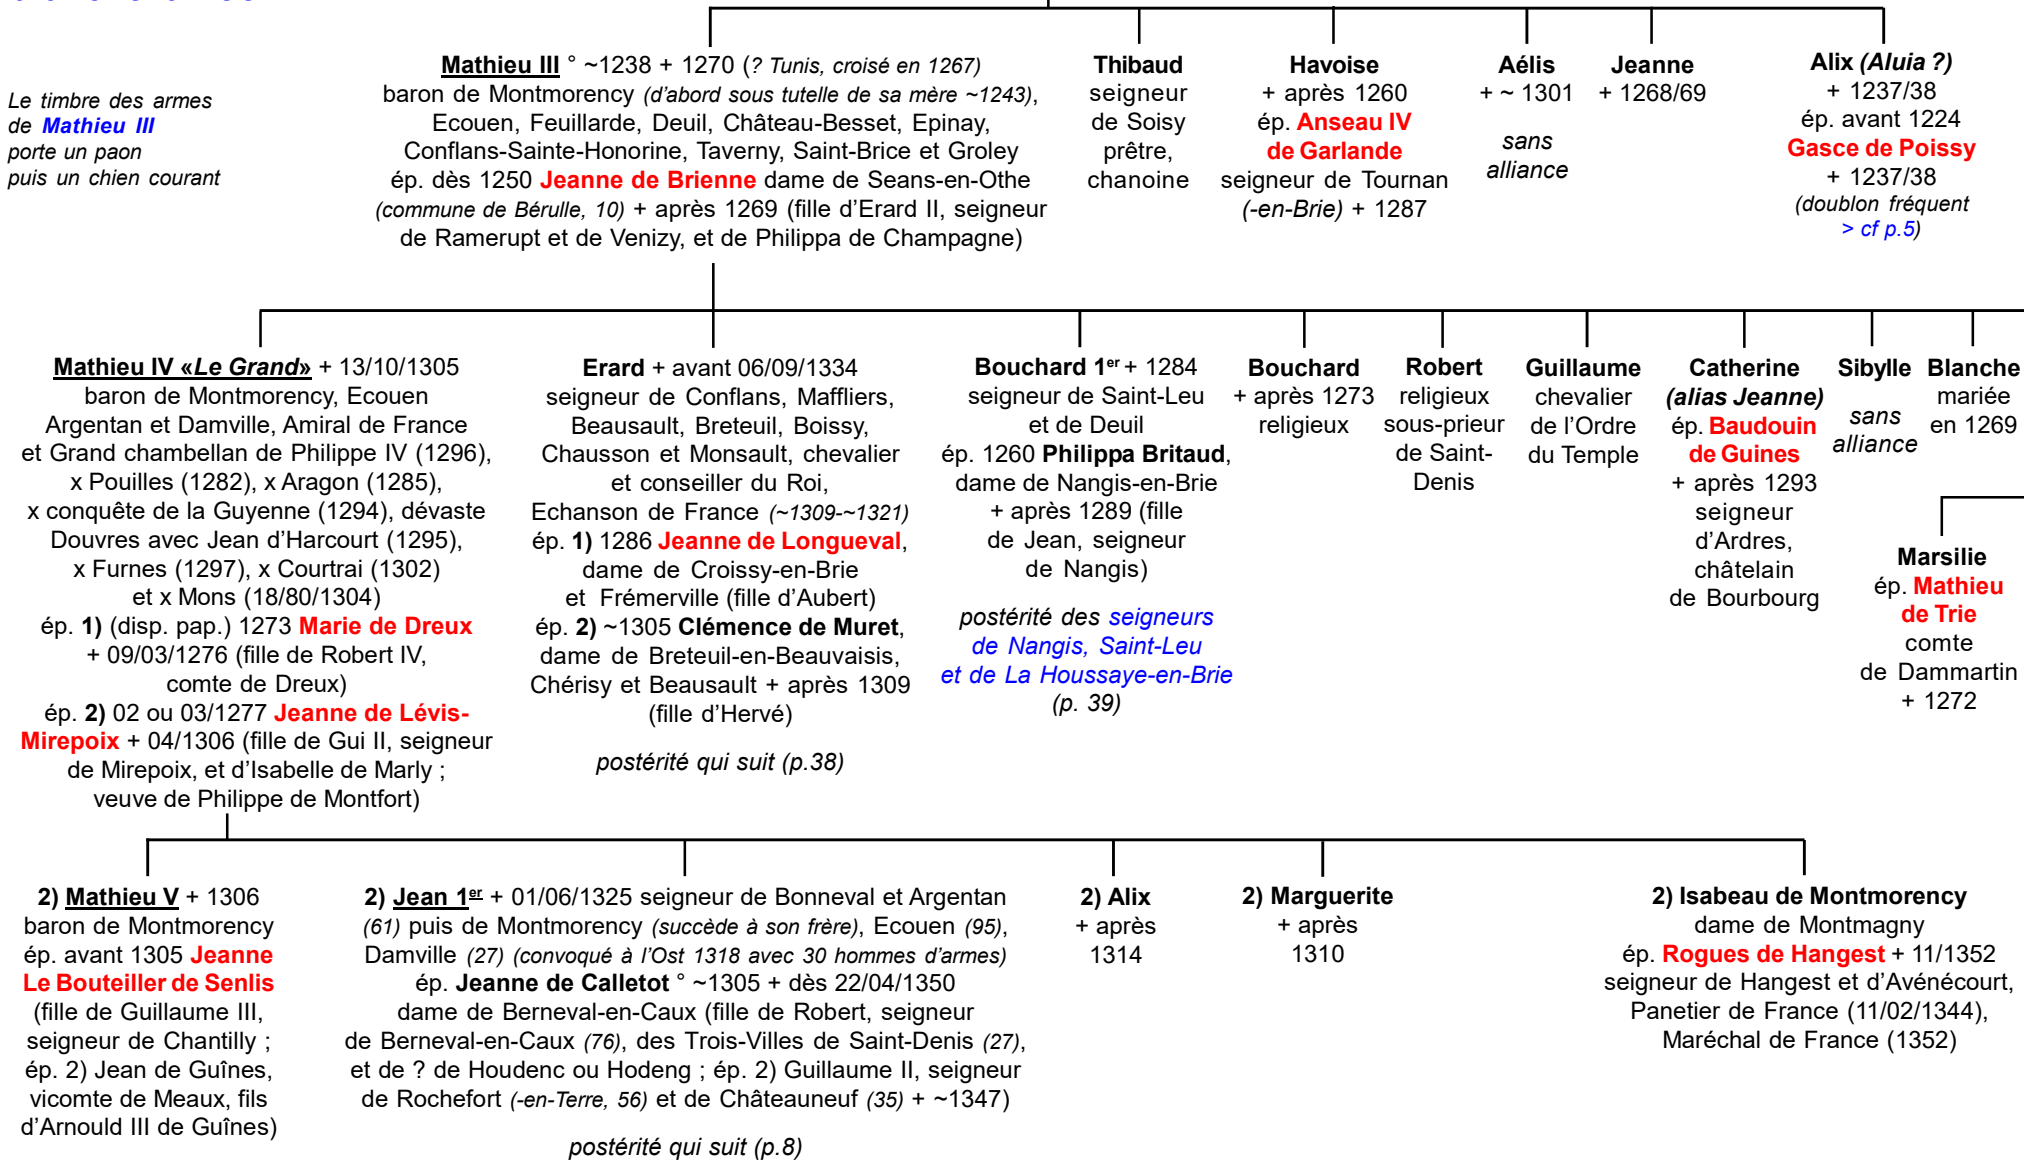 Le timbre des armes
de Mathieu III
porte un paon
puis un chien courant
Mathieu III ° ~1238 + 1270 (? Tunis, croisé en 1267)
baron de Montmorency (d'abord sous tutelle de sa mère ~1243),
Ecouen, Feuillarde, Deuil, Château-Besset, Epinay,
Conflans-Sainte-Honorine, Taverny, Saint-Brice et Groley
ép. dès 1250 Jeanne de Brienne dame de Seans-en-Othe
(commune de Bérulle, 10) + après 1269 (fille d'Erard II, seigneur
de Ramerupt et de Venizy, et de Philippa de Champagne)
Thibaud
seigneur
de Soisy
prêtre,
chanoine
Havoise
+ après 1260
ép. Anseau IV
de Garlande
seigneur de Tournan
(-en-Brie) + 1287
Aélis
+ ~ 1301
sans
alliance
Jeanne
+ 1268/69
Alix (Aluia ?)
+ 1237/38
ép. avant 1224
Gasce de Poissy
+ 1237/38
(doublon fréquent
> cf p.5)
Mathieu IV «Le Grand» + 13/10/1305
baron de Montmorency, Ecouen
Argentan et Damville, Amiral de France
et Grand chambellan de Philippe IV (1296),
x Pouilles (1282), x Aragon (1285),
x conquête de la Guyenne (1294), dévaste
Douvres avec Jean d'Harcourt (1295),
x Furnes (1297), x Courtrai (1302)
et x Mons (18/80/1304)
ép. 1) (disp. pap.) 1273 Marie de Dreux
+ 09/03/1276 (fille de Robert IV,
comte de Dreux)
ép. 2) 02 ou 03/1277 Jeanne de Lévis-
Mirepoix + 04/1306 (fille de Gui II, seigneur
de Mirepoix, et d'Isabelle de Marly ;
veuve de Philippe de Montfort)
Erard + avant 06/09/1334
seigneur de Conflans, Maffliers,
Beausault, Breteuil, Boissy,
Chausson et Monsault, chevalier
et conseiller du Roi,
Echanson de France (~1309-~1321)
ép. 1) 1286 Jeanne de Longueval,
dame de Croissy-en-Brie
et Frémerville (fille d'Aubert)
ép. 2) ~1305 Clémence de Muret,
dame de Breteuil-en-Beauvaisis,
Chérisy et Beausault + après 1309
(fille d'Hervé)
postérité qui suit (p.38)
Bouchard 1er + 1284
seigneur de Saint-Leu
et de Deuil
ép. 1260 Philippa Britaud,
dame de Nangis-en-Brie
+ après 1289 (fille
de Jean, seigneur
de Nangis)
postérité des seigneurs
de Nangis, Saint-Leu
et de La Houssaye-en-Brie
(p. 39)
Bouchard
+ après 1273
religieux
Robert
religieux
sous-prieur
de Saint-
Denis
Guillaume
chevalier
de l'Ordre
du Temple
Catherine
(alias Jeanne)
ép. Baudouin
de Guines
+ après 1293
seigneur
d'Ardres,
châtelain
de Bourbourg
Sibylle
sans
alliance
Blanche
mariée
en 1269
Marsilie
ép. Mathieu
de Trie
comte
de Dammartin
+ 1272
2) Mathieu V + 1306
baron de Montmorency
ép. avant 1305 Jeanne
Le Bouteiller de Senlis
(fille de Guillaume III,
seigneur de Chantilly ;
ép. 2) Jean de Guînes,
vicomte de Meaux, fils
d'Arnould III de Guînes)
2) Jean 1er + 01/06/1325 seigneur de Bonneval et Argentan
(61) puis de Montmorency (succède à son frère), Ecouen (95),
Damville (27) (convoqué à l'Ost 1318 avec 30 hommes d'armes)
ép. Jeanne de Calletot ° ~1305 + dès 22/04/1350
dame de Berneval-en-Caux (fille de Robert, seigneur
de Berneval-en-Caux (76), des Trois-Villes de Saint-Denis (27),
et de ? de Houdenc ou Hodeng ; ép. 2) Guillaume II, seigneur
de Rochefort (-en-Terre, 56) et de Châteauneuf (35) + ~1347)
postérité qui suit (p.8)
2) Alix
+ après
1314
2) Marguerite
+ après
1310
2) Isabeau de Montmorency
dame de Montmagny
ép. Rogues de Hangest + 11/1352
seigneur de Hangest et d'Avénécourt,
Panetier de France (11/02/1344),
Maréchal de France (1352)